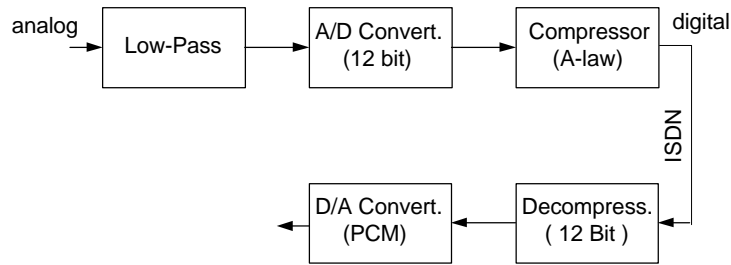 analog
Low-Pass
A/D Convert.
(12 bit)
Compressor
(A-law)
digital
ISDN
D/A Convert.
(PCM)
Decompress.
( 12 Bit )